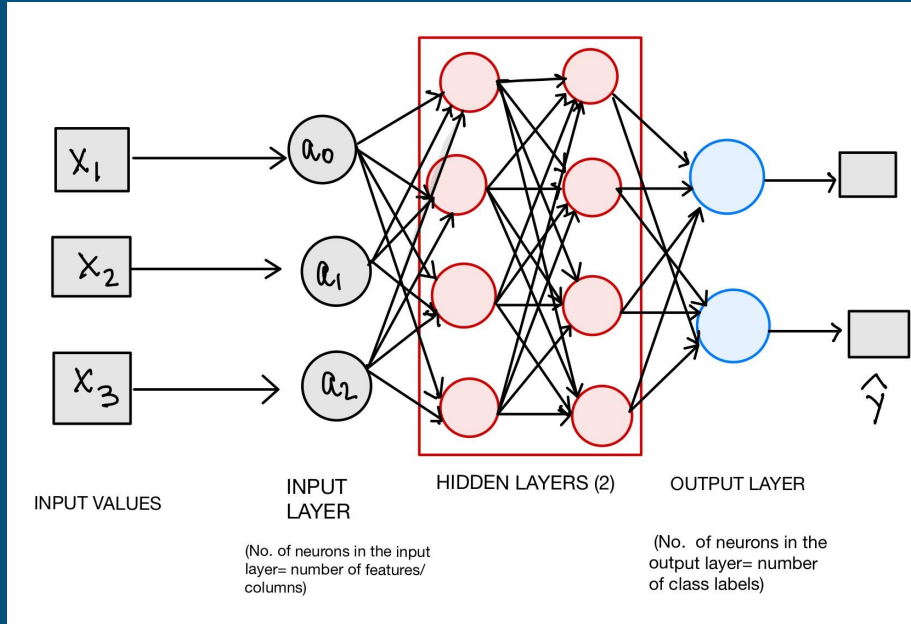 X1
a0
X2
a1
X3
a2
ŷ
INPUT VALUES
INPUT
LAYER
(No. of neurons in the input
layer= number of features/
columns)
HIDDEN LAYERS (2)
OUTPUT LAYER
(No. of neurons in the
output layer= number
of class labels)